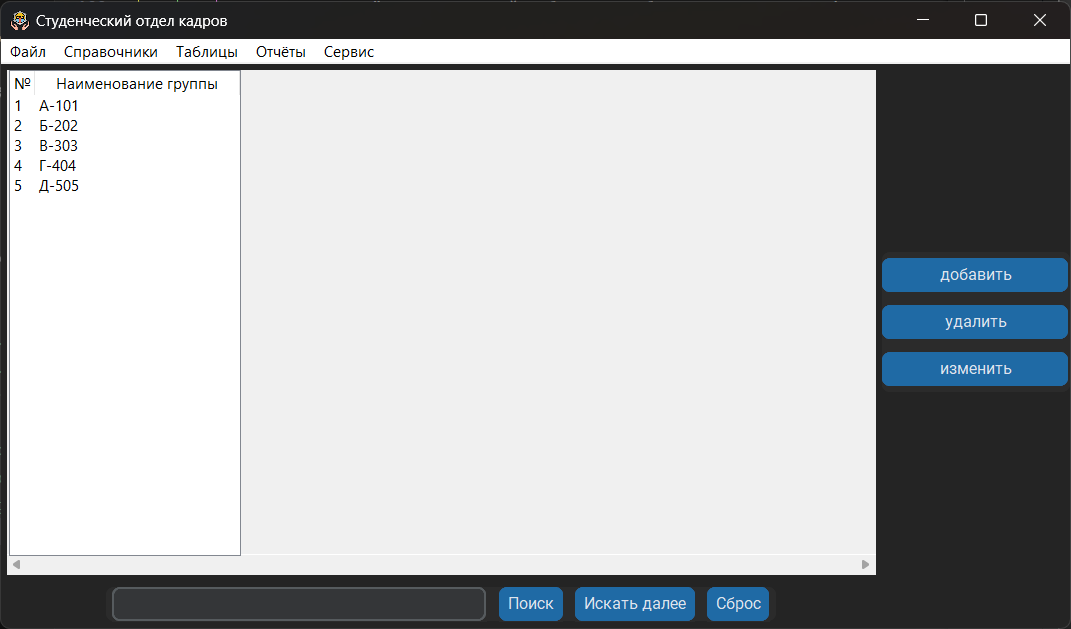 Студенческий отдел кадров
Файл Справочники Таблицы Отчёты Сервис
№ Наименование группы
1 А-101
2 Б-202
3 В-303
4 Г-404
5 Д-505
добавить
удалить
изменить
Поиск Искать далее Сброс